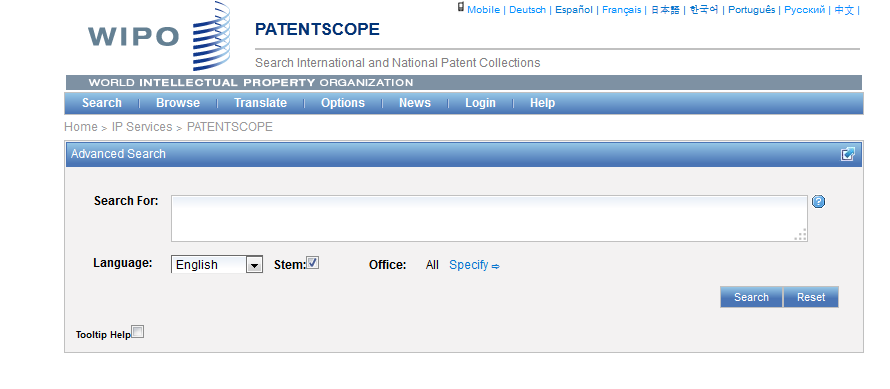 Mobile | Deutsch | Español | Français | 日本語 | 한국어 | Português | Русский | 中文 |
WIPO
PATENTSCOPE
Search International and National Patent Collections
WORLD INTELLECTUAL PROPERTY ORGANIZATION
Search | Browse | Translate | Options | News | Login | Help
Home > IP Services > PATENTSCOPE
Advanced Search
Search For:
?
Language: English Stem: Office: All Specify ⇨
Search Reset
Tooltip Help